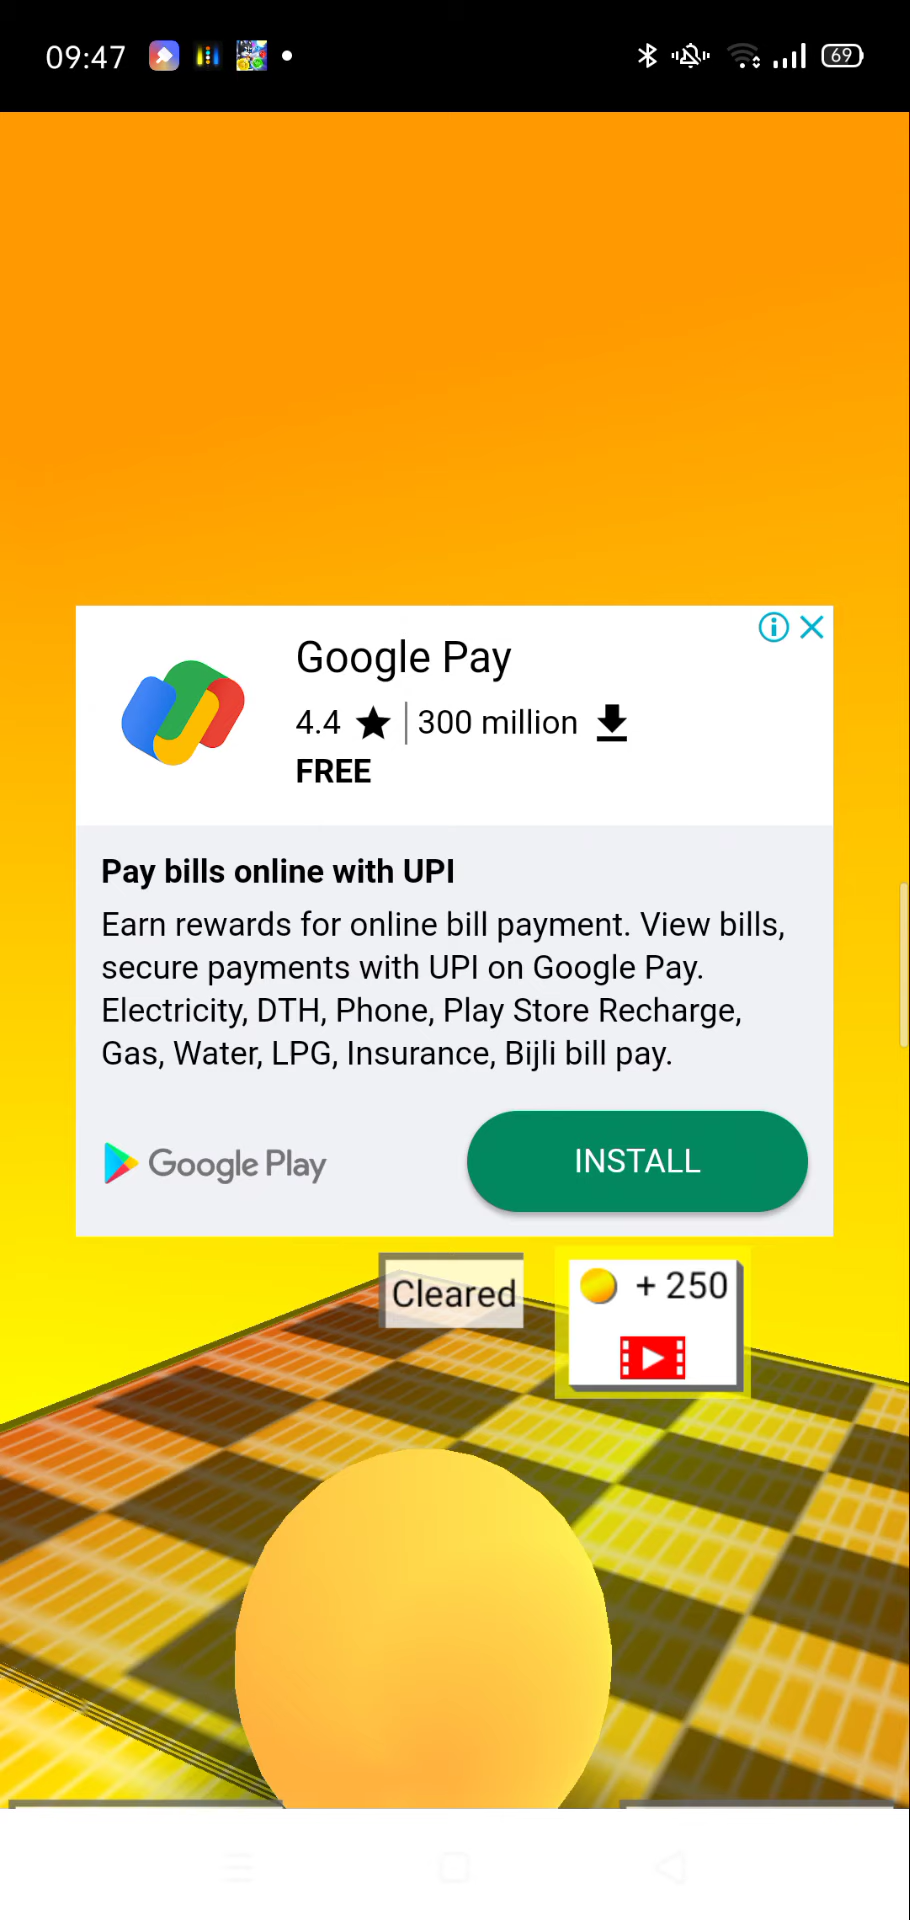 09:47
69
Google Pay
4.4 ★ | 300 million
FREE
Pay bills online with UPI
Earn rewards for online bill payment. View bills,
secure payments with UPI on Google Pay.
Electricity, DTH, Phone, Play Store Recharge,
Gas, Water, LPG, Insurance, Bijli bill pay.
Google Play
INSTALL
Cleared
+ 250